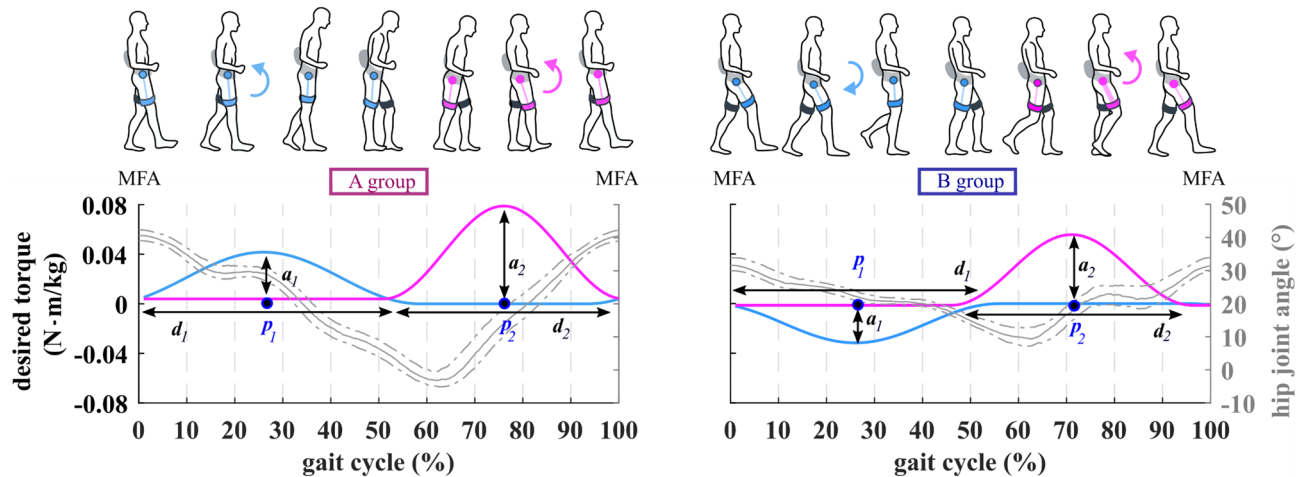 MFA
A group
MFA
MFA
B group
MFA
desired torque
(N·m/kg)
0.08
0.04
0
-0.04
-0.08
a1
a2
d1
p1
p2
d2
0 10 20 30 40 50 60 70 80 90 100
gait cycle (%)
p1
d1
a2
a1
p2
d2
50
40
30
20
10
0
-10
hip joint angle (°)
0 10 20 30 40 50 60 70 80 90 100
gait cycle (%)